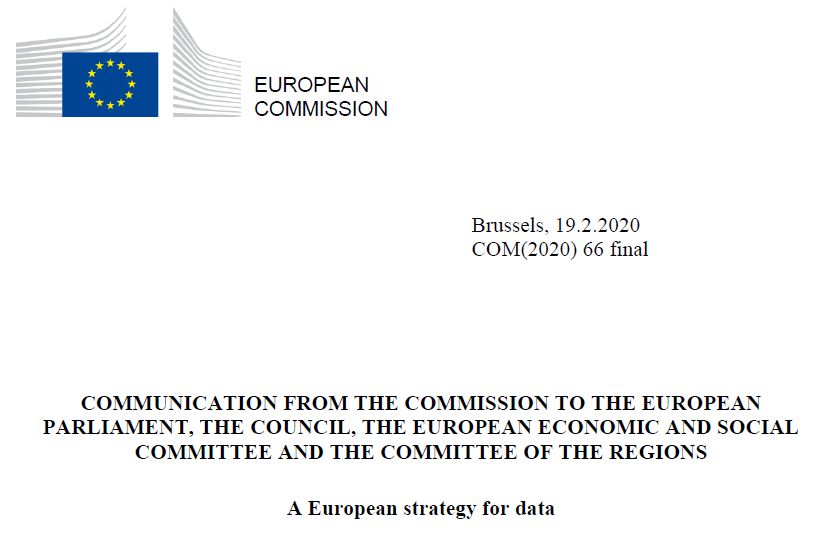 EUROPEAN
COMMISSION
Brussels, 19.2.2020
COM(2020) 66 final
COMMUNICATION FROM THE COMMISSION TO THE EUROPEAN
PARLIAMENT, THE COUNCIL, THE EUROPEAN ECONOMIC AND SOCIAL
COMMITTEE AND THE COMMITTEE OF THE REGIONS
A European strategy for data